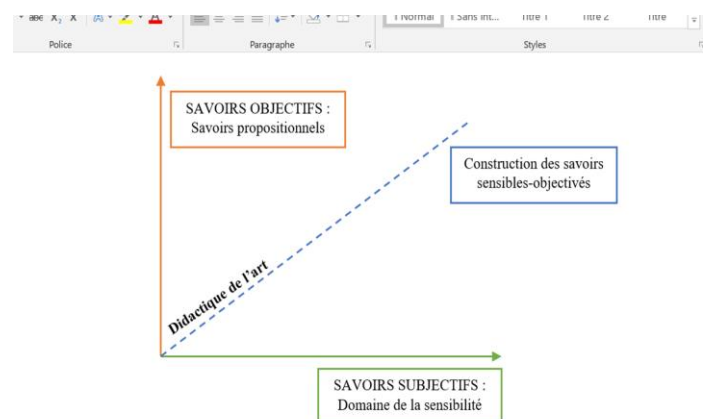 Police
Paragraphe
Styles
SAVOIRS OBJECTIFS :
Savoirs propositionnels
Construction des savoirs
sensibles-objectivés
Didactique de l'art
SAVOIRS SUBJECTIFS :
Domaine de la sensibilité